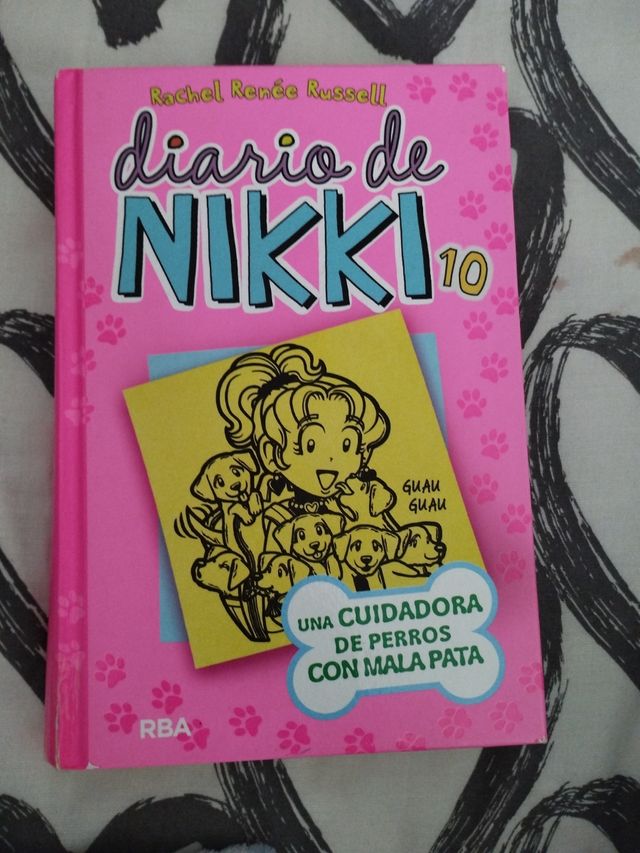 Rachel Renée Russell
diario de
NIKKI 10
GUAU
GUAU
UNA CUIDADORA
DE PERROS
CON MALA PATA
RBA